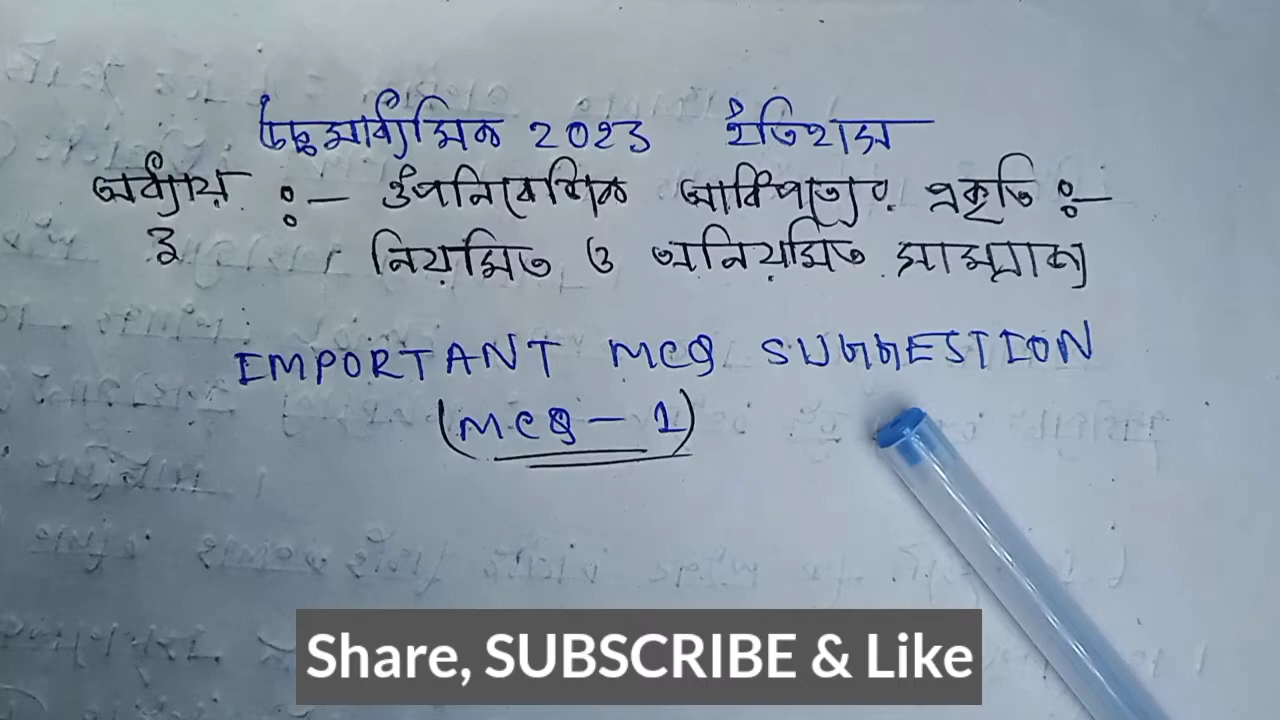 উচ্চমাধ্যমিক 2023 ইতিহাস
অধ্যায় :- ঔপনিবেশিক আধিপত্যের প্রকৃতি :-
৩ নিয়মিত ও অনিয়মিত সাম্রাজ্য
IMPORTANT MCQ SUGGESTION
(MCQ - 1)
Share, SUBSCRIBE & Like